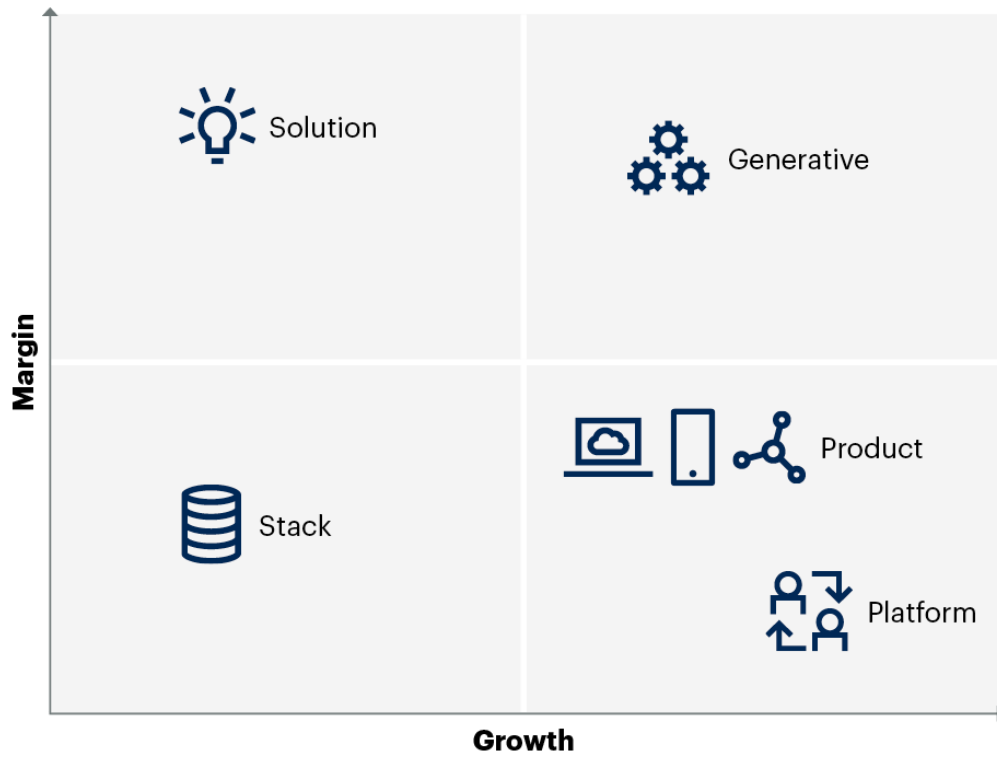 Solution
Generative
Margin
Product
Stack
Platform
Growth